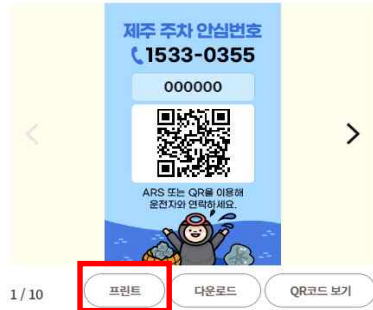 제주 주차 안심번호
1533-0355
000000
ARS 또는 QR을 이용해
운전자와 연락하세요.
1 / 10
프린트
다운로드
QR코드 보기